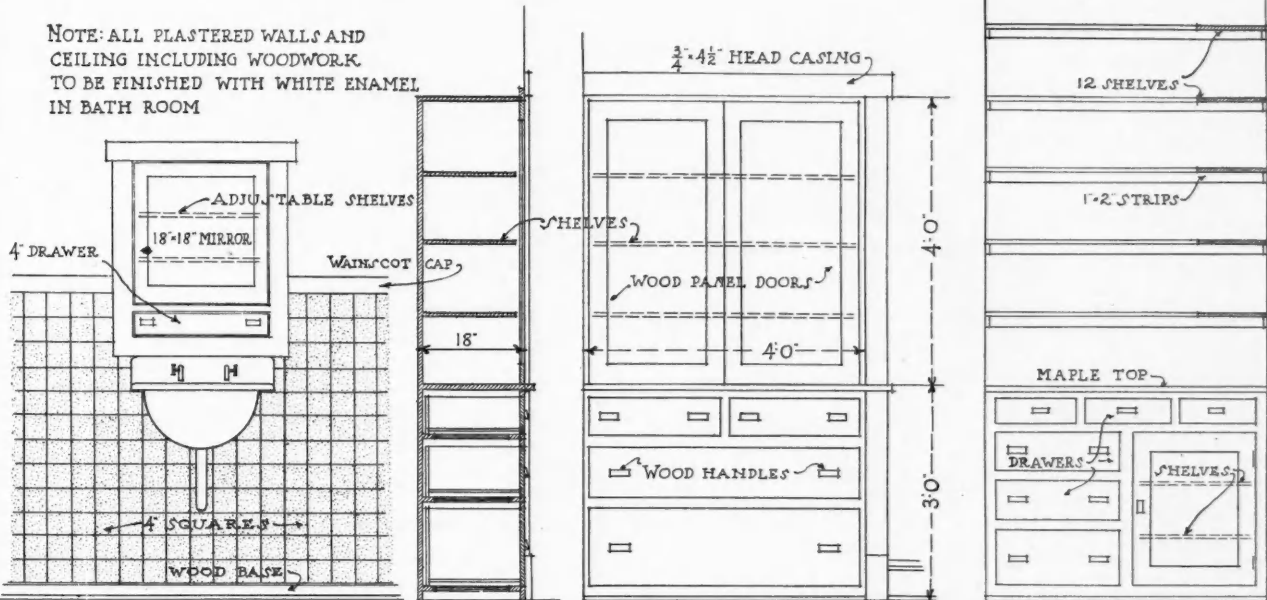 NOTE: ALL PLASTERED WALLS AND
CEILING INCLUDING WOODWORK
TO BE FINISHED WITH WHITE ENAMEL
IN BATH ROOM
ADJUSTABLE SHELVES
18"×18" MIRROR
4" DRAWER
WAINSCOT CAP
4" SQUARES
WOOD BASE
SHELVES
18"
3/4"×4 1/2" HEAD CASING
WOOD PANEL DOORS
4'0"
4'0"
WOOD HANDLES
3'0"
12 SHELVES
1"×2" STRIPS
MAPLE TOP
DRAWERS
SHELVES